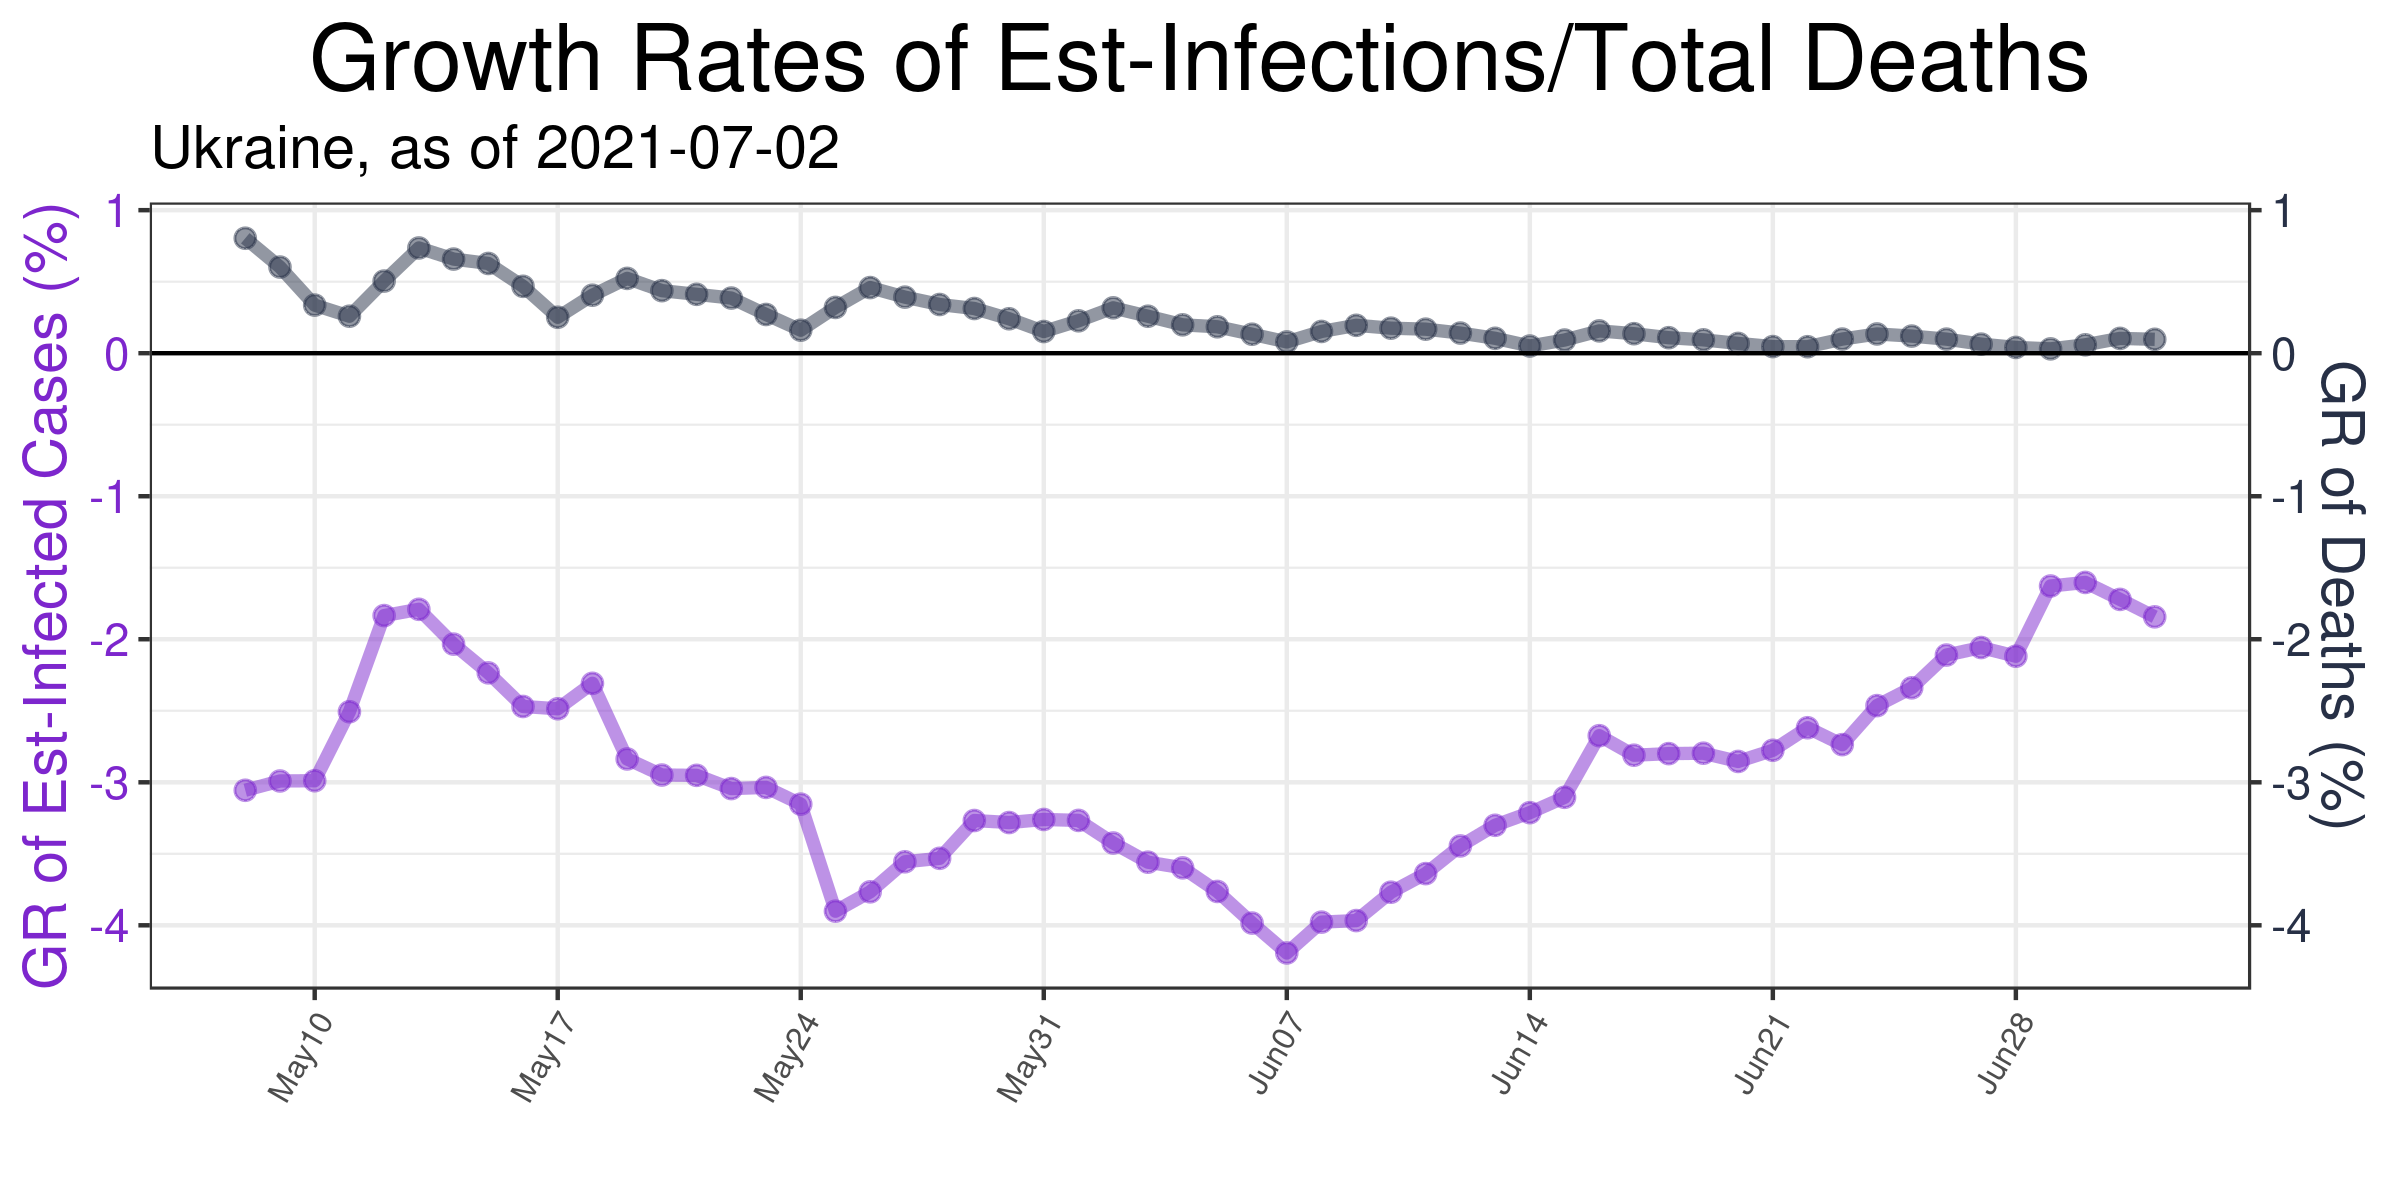 Growth Rates of Est-Infections/Total Deaths
Ukraine, as of 2021-07-02
GR of Est-Infected Cases (%)
1
0
-1
-2
-3
-4
1
0
-1
-2
-3
-4
GR of Deaths (%)
May10
May17
May24
May31
Jun07
Jun14
Jun21
Jun28